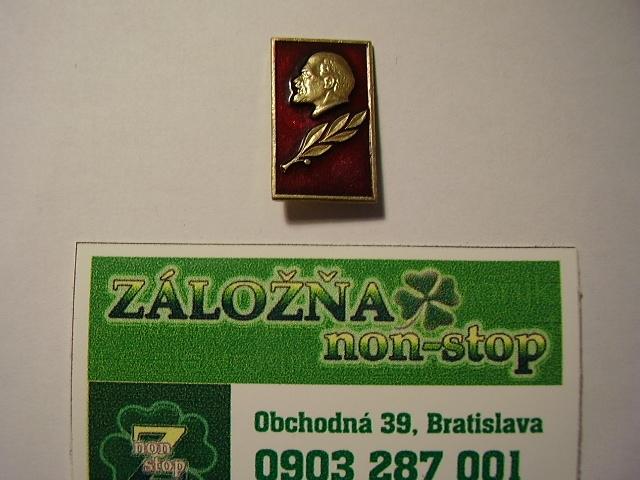 ZÁLOŽŇA
non-stop
Obchodná 39, Bratislava
0903 287 001
Z
non
stop